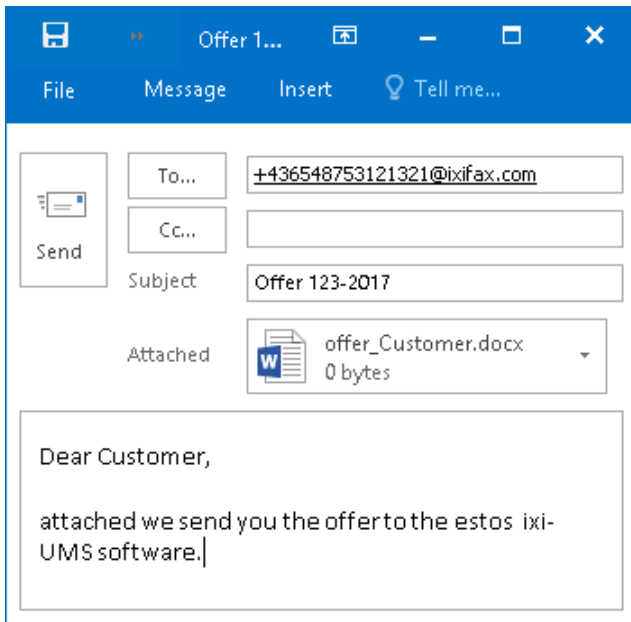 Offer 1...
File Message Insert Tell me...
To... +436548753121321@ixifax.com
Cc...
Send
Subject Offer 123-2017
Attached W offer_Customer.docx
0 bytes
Dear Customer,
attached we send you the offer to the estos ixi-
UMS software.